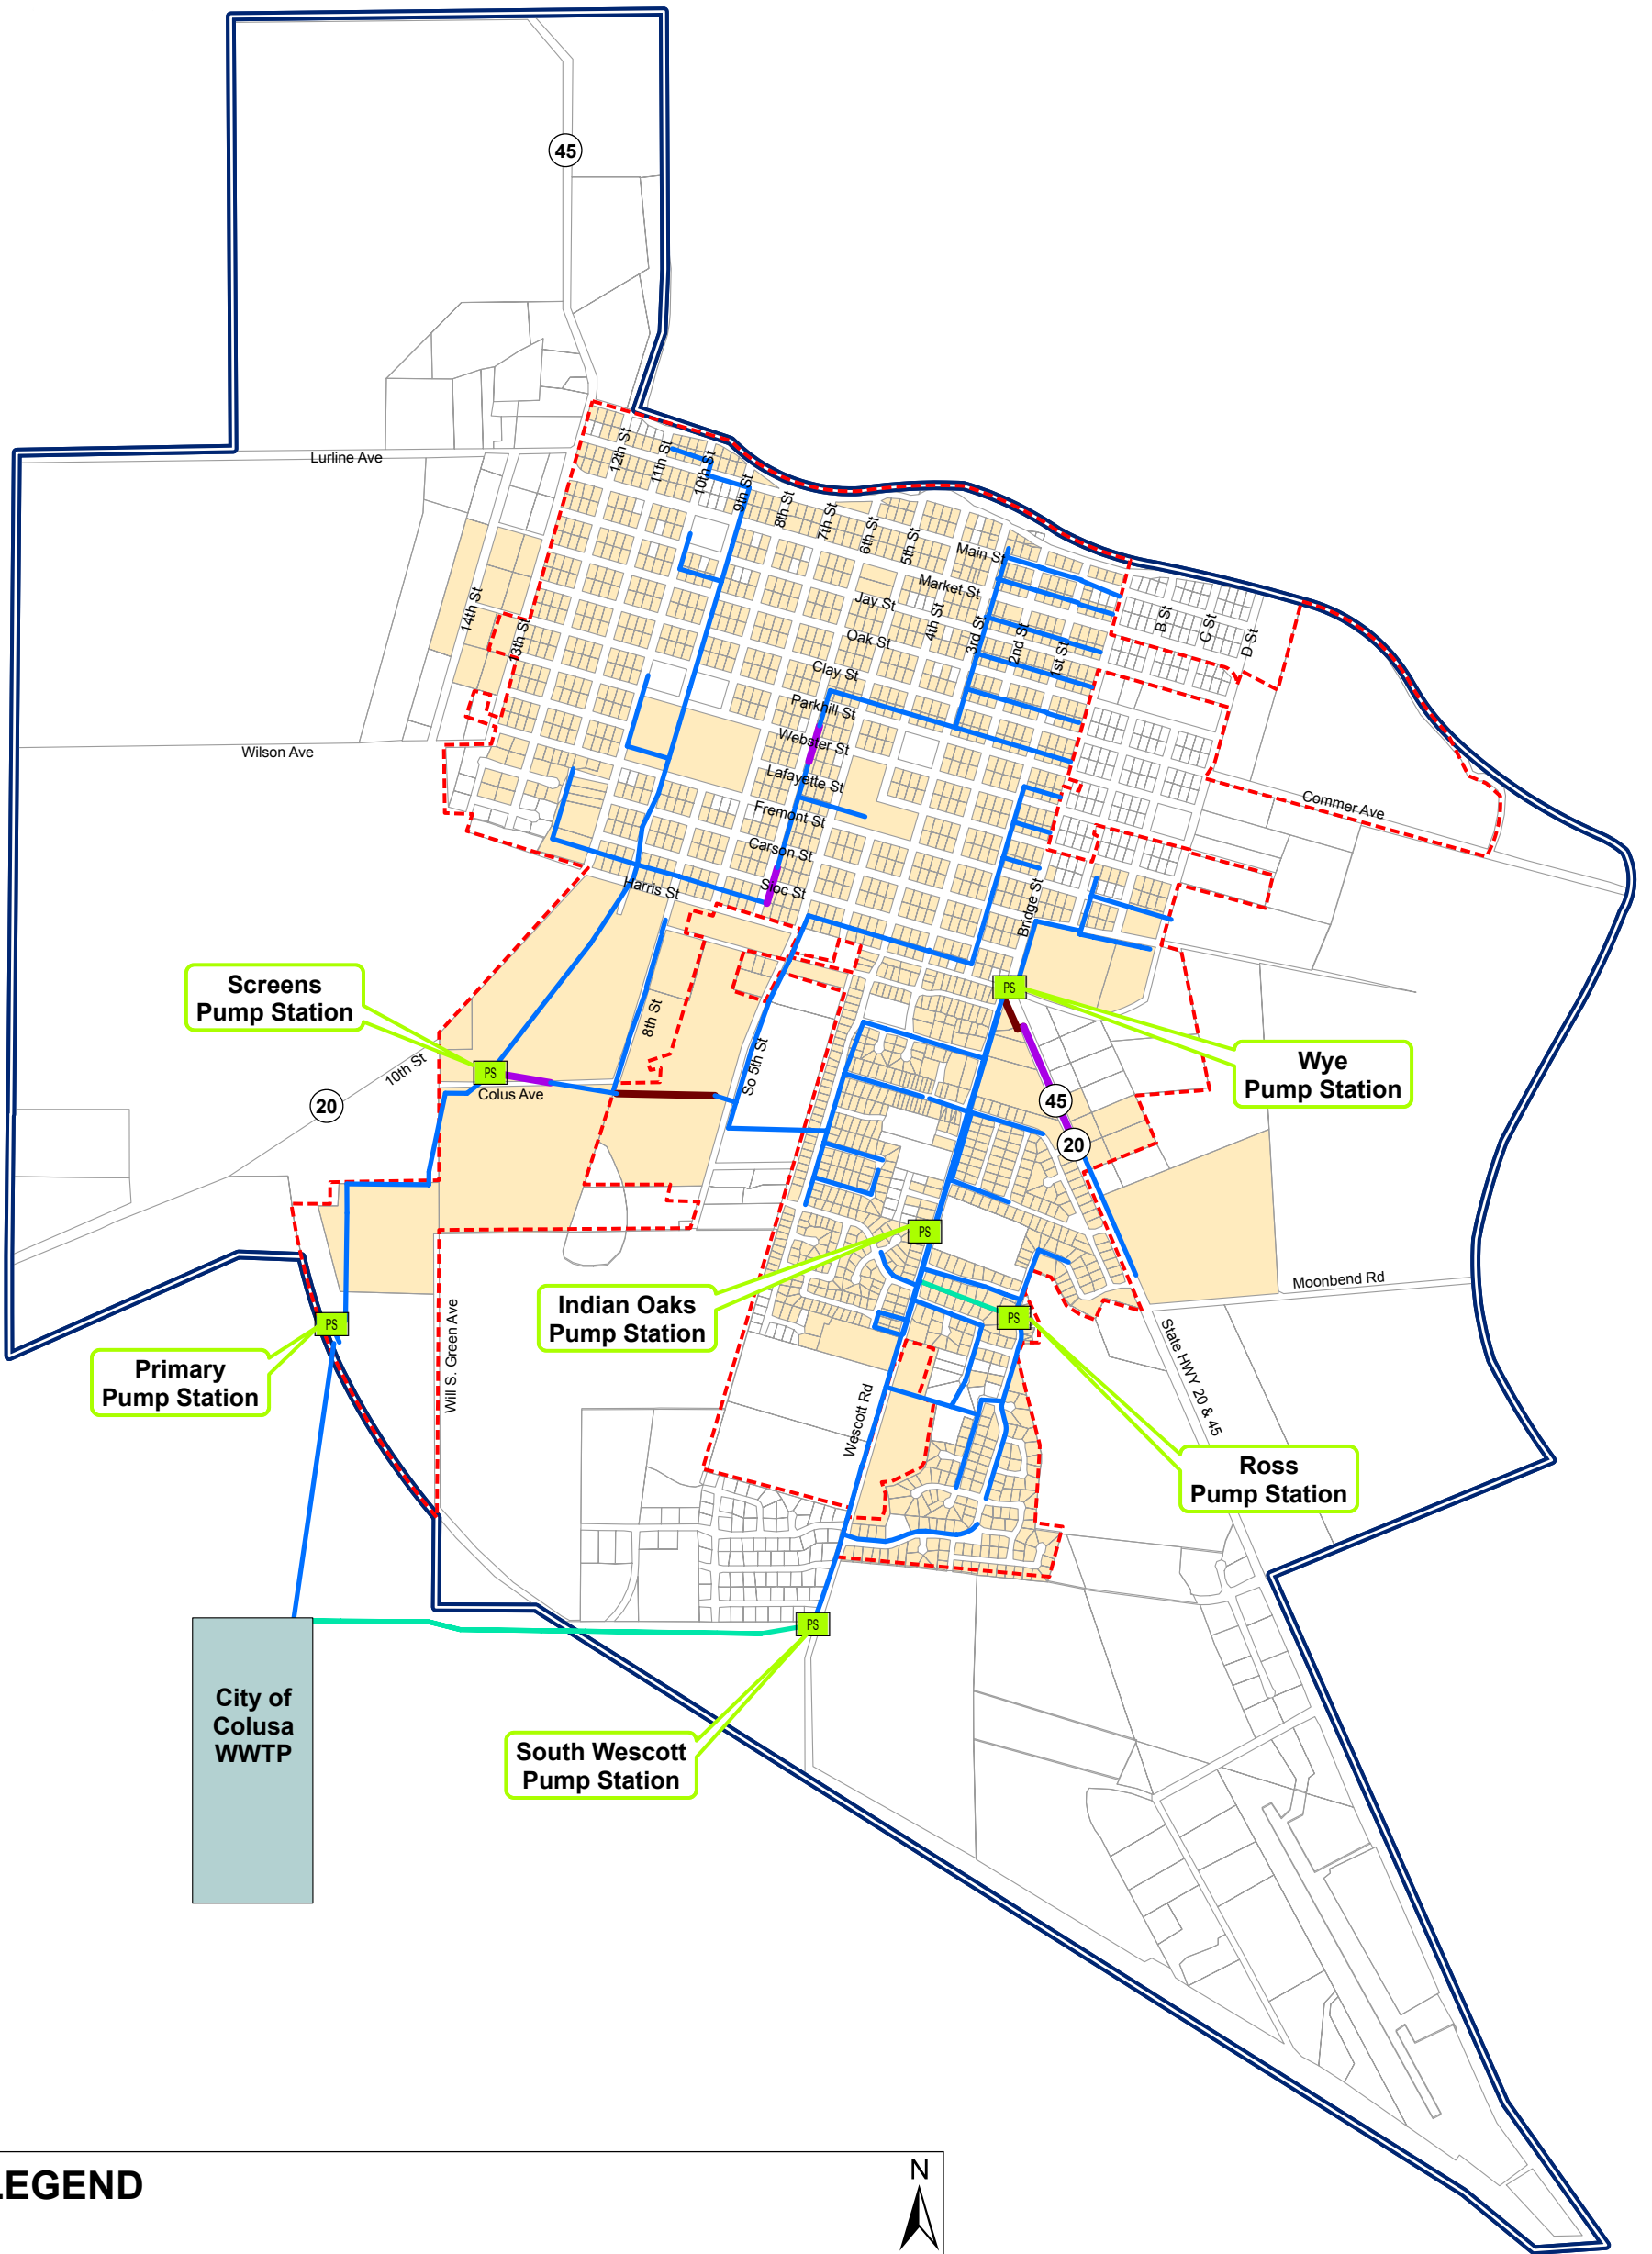 45
Lurline Ave
12th St
11th St
10th St
9th St
8th St
7th St
6th St
5th St
Main St
Market St
Jay St
4th St
3rd St
2nd St
1st St
B St
C St
D St
Oak St
Clay St
14th St
13th St
Parkhill St
Webster St
Wilson Ave
Lafayette St
Fremont St
Commer Ave
Carson St
Sioc St
Harris St
Bridge St
Screens
Pump Station
PS
Wye
Pump Station
PS
8th St
So 5th St
10th St
Colus Ave
20
45
20
PS
Indian Oaks
Pump Station
Moonbend Rd
PS
Primary
Pump Station
Will S. Green Ave
PS
State HWY 20 & 45
Wescott Rd
Ross
Pump Station
PS
City of
Colusa
WWTP
South Wescott
Pump Station
N
EGEND